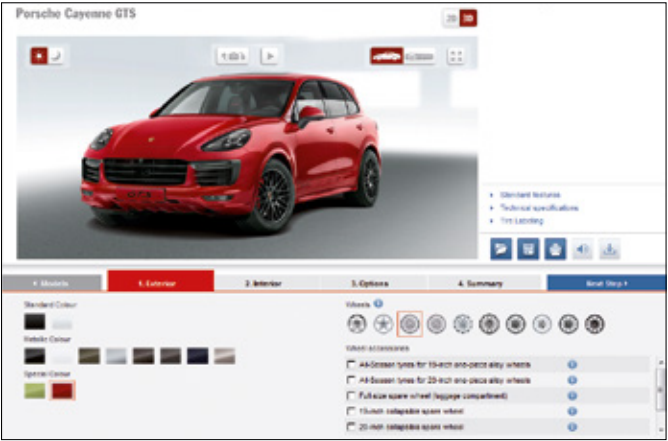 Porsche Cayenne GTS
2D 3D
GTS
Standard features
Technical specifications
Tire Labeling
Models
1. Exterior
2. Interior
3. Options
4. Summary
Next Step
Standard Colour
Metallic Colour
Special Colour
Wheels
Wheel accessories
All-Season tyres for 19-inch one-piece alloy wheels
All-Season tyres for 20-inch one-piece alloy wheels
Full-size spare wheel (luggage compartment)
19-inch collapsible spare wheel
20-inch collapsible spare wheel